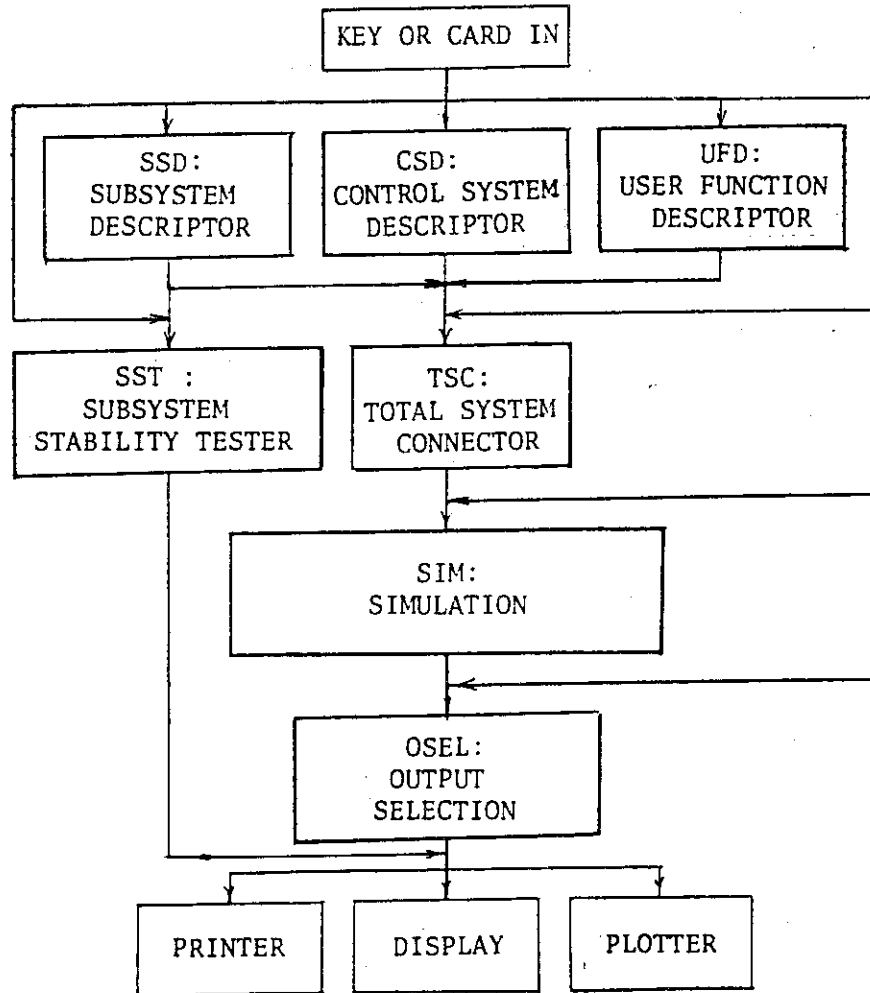 KEY OR CARD IN
SSD:
SUBSYSTEM
DESCRIPTOR
CSD:
CONTROL SYSTEM
DESCRIPTOR
UFD:
USER FUNCTION
DESCRIPTOR
SST :
SUBSYSTEM
STABILITY TESTER
TSC:
TOTAL SYSTEM
CONNECTOR
SIM:
SIMULATION
OSEL:
OUTPUT
SELECTION
PRINTER
DISPLAY
PLOTTER